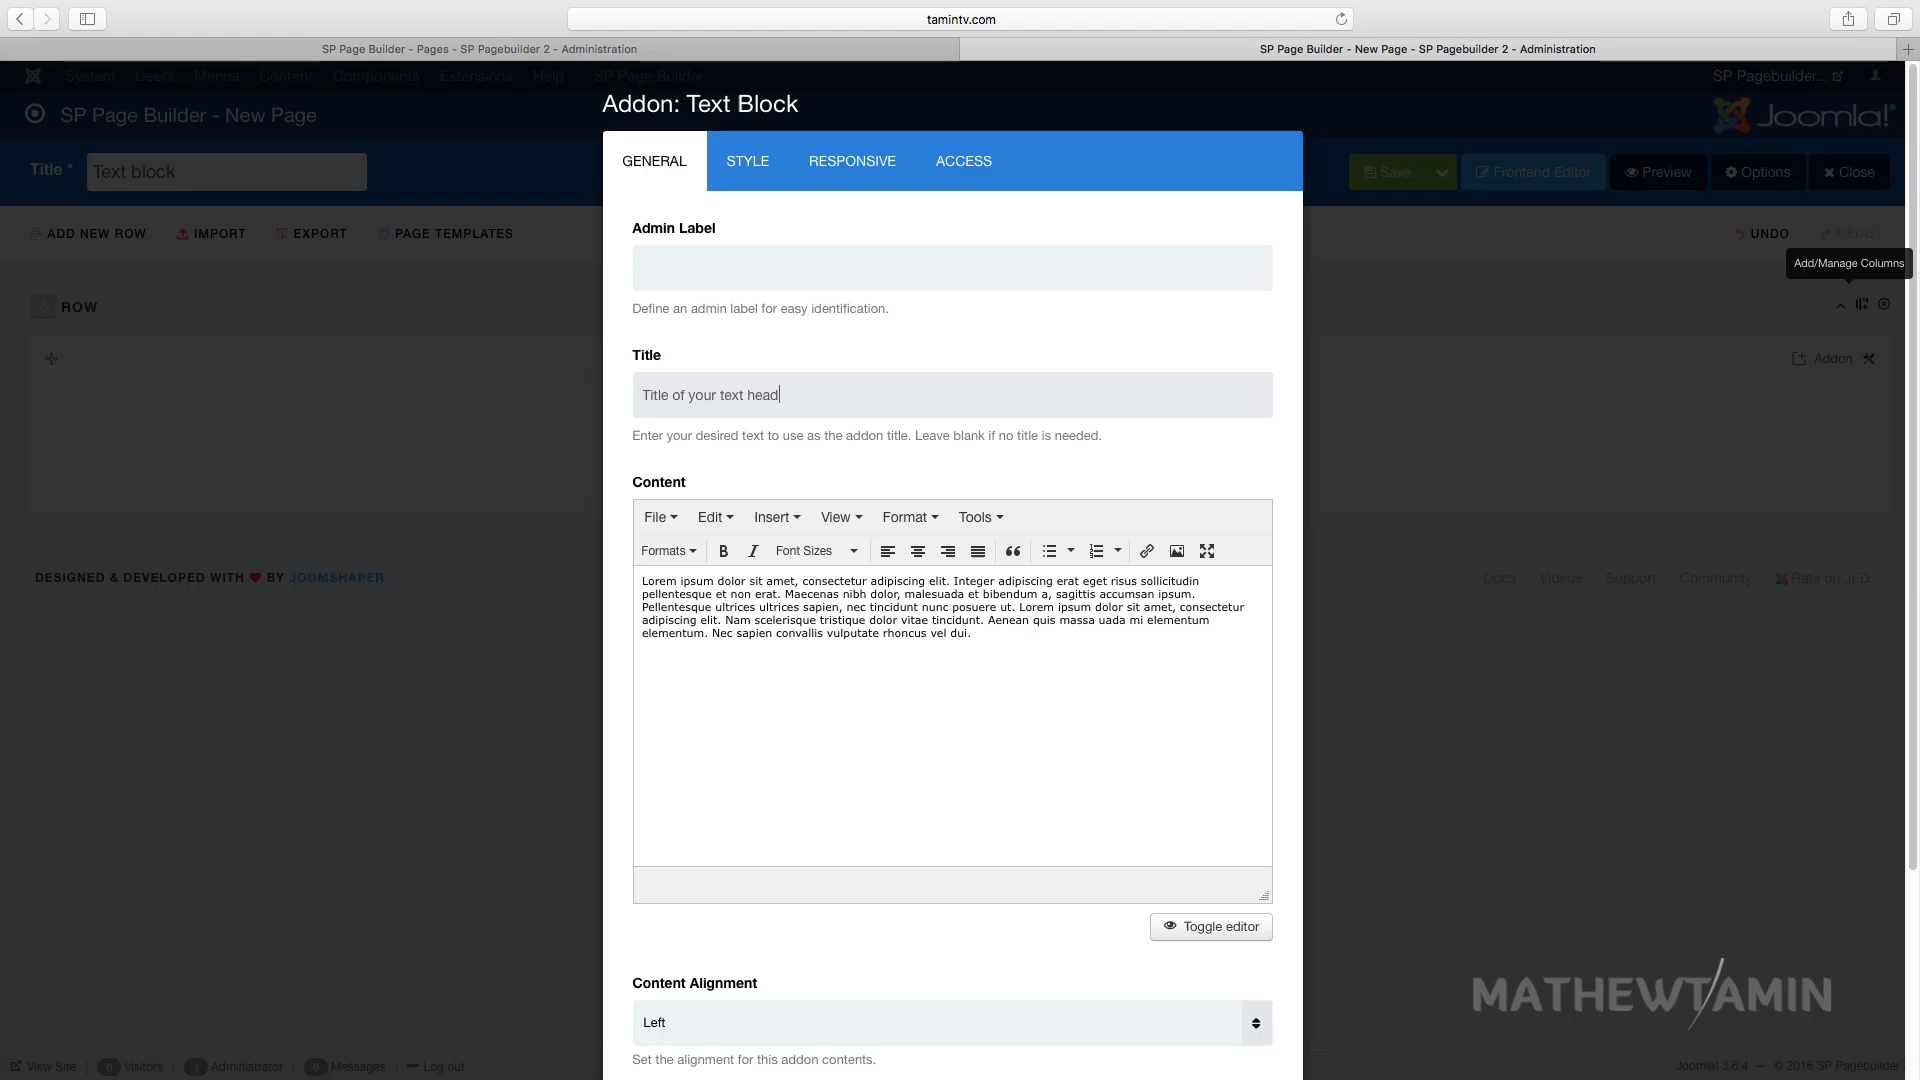 tamintv.com
SP Page Builder - Pages - SP Pagebuilder 2 - Administration
SP Page Builder - New Page - SP Pagebuilder 2 - Administration
System Users Menus Content Components Extensions Help SP Page Builder
SP Pagebuilder...
Addon: Text Block
SP Page Builder - New Page
Joomla!
GENERAL STYLE RESPONSIVE ACCESS
Title * Text block
Save Frontend Editor Preview Options Close
ADD NEW ROW IMPORT EXPORT PAGE TEMPLATES
UNDO REDO
Admin Label
Add/Manage Columns
Define an admin label for easy identification.
ROW
Title
Addon
Title of your text head
Enter your desired text to use as the addon title. Leave blank if no title is needed.
Content
File Edit Insert View Format Tools
Formats B I Font Sizes
DESIGNED & DEVELOPED WITH BY JOOMSHAPER
Docs Videos Support Community Rate on JED
Lorem ipsum dolor sit amet, consectetur adipiscing elit. Integer adipiscing erat eget risus sollicitudin
pellentesque et non erat. Maecenas nibh dolor, malesuada et bibendum a, sagittis accumsan ipsum.
Pellentesque ultrices ultrices sapien, nec tincidunt nunc posuere ut. Lorem ipsum dolor sit amet, consectetur
adipiscing elit. Nam scelerisque tristique dolor vitae tincidunt. Aenean quis massa uada mi elementum
elementum. Nec sapien convallis vulputate rhoncus vel dui.
Toggle editor
Content Alignment
Left
Set the alignment for this addon contents.
MATHEWTAMIN
View Site 0 Visitors 1 Administrator 0 Messages Log out
Joomla! 3.6.4 — © 2016 SP Pagebuilder